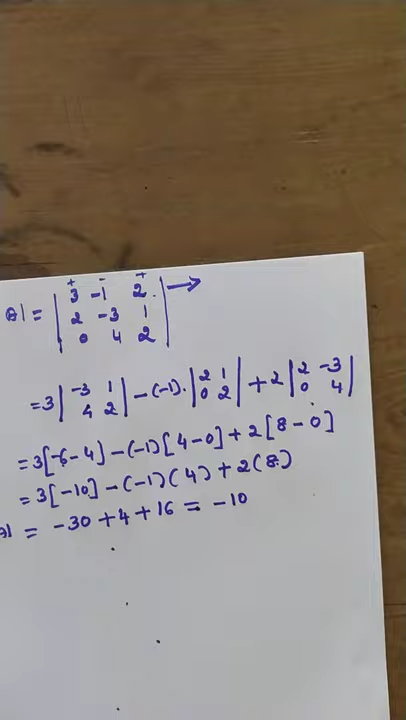 + - +
A| = | 3 -1 2 | →
| 2 -3 1 |
| 0 4 2 |
= 3 | -3 1 | - (-1). | 2 1 | + 2 | 2 -3 |
| 4 2 | | 0 2 | | 0 4 |
= 3[-6-4] - (-1)[4-0] + 2[8-0]
= 3[-10] - (-1)(4) + 2(8)
A| = -30 + 4 + 16 = -10